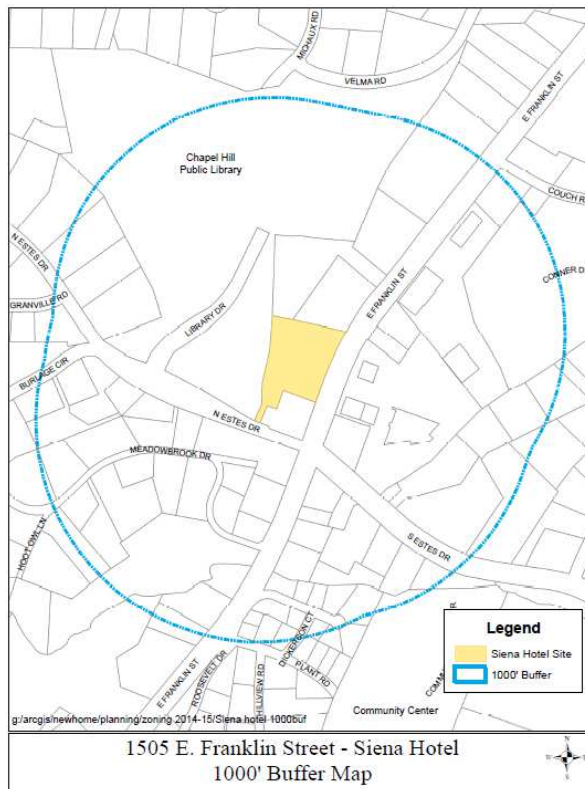 MICHAUX RD
VELMA RD
E FRANKLIN ST
Chapel Hill
Public Library
COUCH R
N ESTES DR
CONNER D
GRANVILLE RD
LIBRARY DR
E FRANKLIN ST
BURLAGE CIR
N ESTES DR
MEADOWBROOK DR
HOOT OWL LN
S ESTES DR
DICKERSON CT
E FRANKLIN ST
ROOSEVELT DR
HILLVIEW RD
PLANT RD
Community Center
Legend
Siena Hotel Site
1000' Buffer
g:/arcgis/newhome/planning/zoning 2014-15/Siena hotel 1000buf
1505 E. Franklin Street - Siena Hotel
1000' Buffer Map
N
W E
S